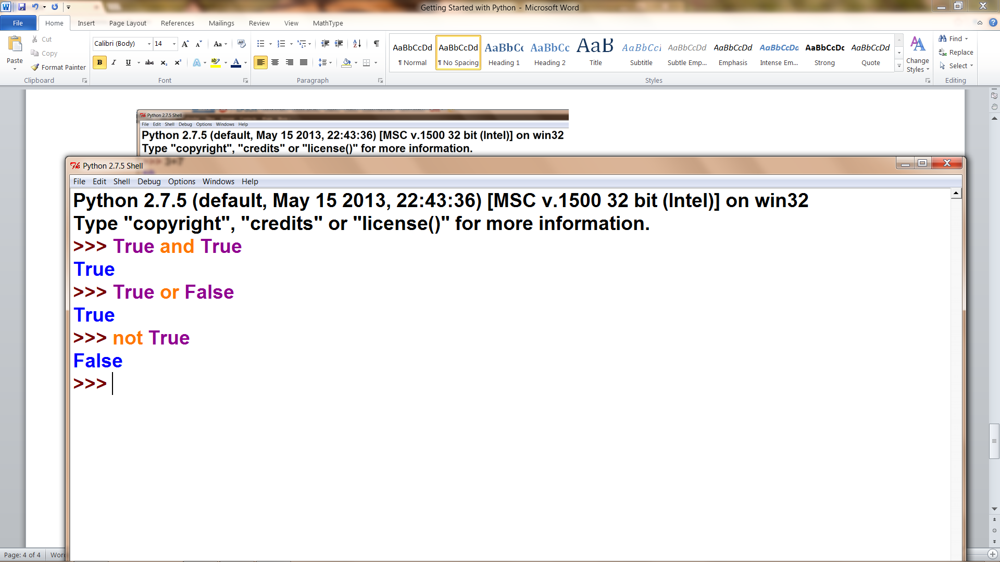 Getting Started with Python - Microsoft Word
File Home Insert Page Layout References Mailings Review View MathType
Cut
Copy
Paste
Format Painter
Clipboard
Calibri (Body) 14
Font
Paragraph
AaBbCcDd AaBbCcDd AaBbCc AaBbCc AaB AaBbCcI AaBbCcDd AaBbCcDd AaBbCcDc AaBbCcDc AaBbCcDd
¶ Normal ¶ No Spacing Heading 1 Heading 2 Title Subtitle Subtle Emp... Emphasis Intense Em... Strong Quote
Styles
Change Styles
Find
Replace
Select
Editing
Python 2.7.5 Shell
File Edit Shell Debug Options Windows Help
Python 2.7.5 (default, May 15 2013, 22:43:36) [MSC v.1500 32 bit (Intel)] on win32
Type "copyright", "credits" or "license()" for more information.
Python 2.7.5 Shell
File Edit Shell Debug Options Windows Help
Python 2.7.5 (default, May 15 2013, 22:43:36) [MSC v.1500 32 bit (Intel)] on win32
Type "copyright", "credits" or "license()" for more information.
>>> True and True
True
>>> True or False
True
>>> not True
False
>>>
Page: 4 of 4